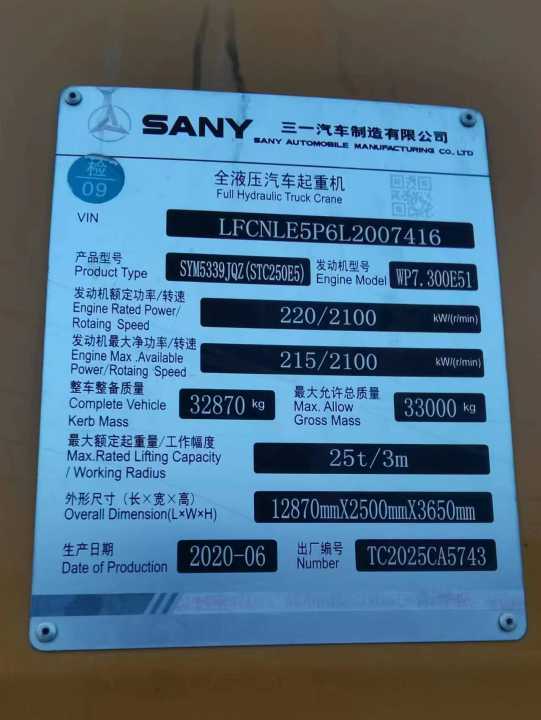 SANY 三一汽车制造有限公司
SANY AUTOMOBILE MANUFACTURING CO., LTD
检
09
全液压汽车起重机
Full Hydraulic Truck Crane
VIN LFCNLE5P6L2007416
产品型号
Product Type SYM5339JQZ(STC250E5)
发动机型号
Engine Model WP7.300E51
发动机额定功率/转速
Engine Rated Power/
Rotaing Speed 220/2100 kW/(r/min)
发动机最大净功率/转速
Engine Max .Available
Power/Rotaing Speed 215/2100 kW/(r/min)
整车整备质量
Complete Vehicle
Kerb Mass 32870 kg
最大允许总质量
Max. Allow
Gross Mass 33000 kg
最大额定起重量/工作幅度
Max.Rated Lifting Capacity
/ Working Radius 25t/3m
外形尺寸（长×宽×高）
Overall Dimension(L×W×H) 12870mmX2500mmX3650mm
生产日期
Date of Production 2020-06
出厂编号
Number TC2025CA5743